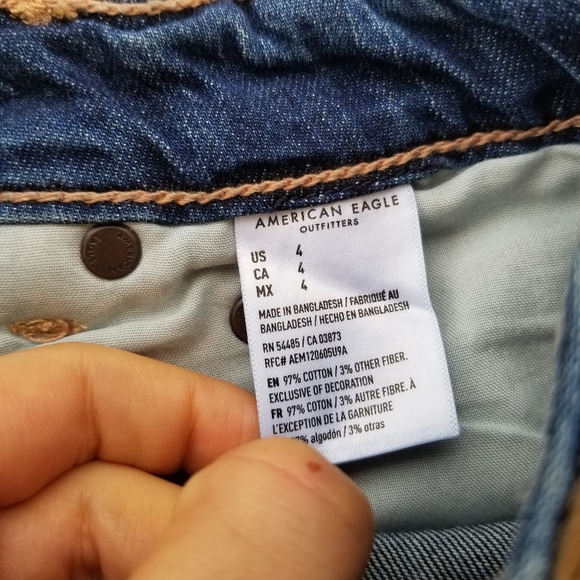 AMERICAN EAGLE
OUTFITTERS
US 4
CA 4
MX 4
MADE IN BANGLADESH / FABRIQUÉ AU
BANGLADESH / HECHO EN BANGLADESH
RN 54485 / CA 03873
RFC# AEM120605U9A
EN 97% COTTON / 3% OTHER FIBER.
EXCLUSIVE OF DECORATION
FR 97% COTON / 3% AUTRE FIBRE. À
L'EXCEPTION DE LA GARNITURE
% algodón / 3% otras
AMERICAN EAGLE